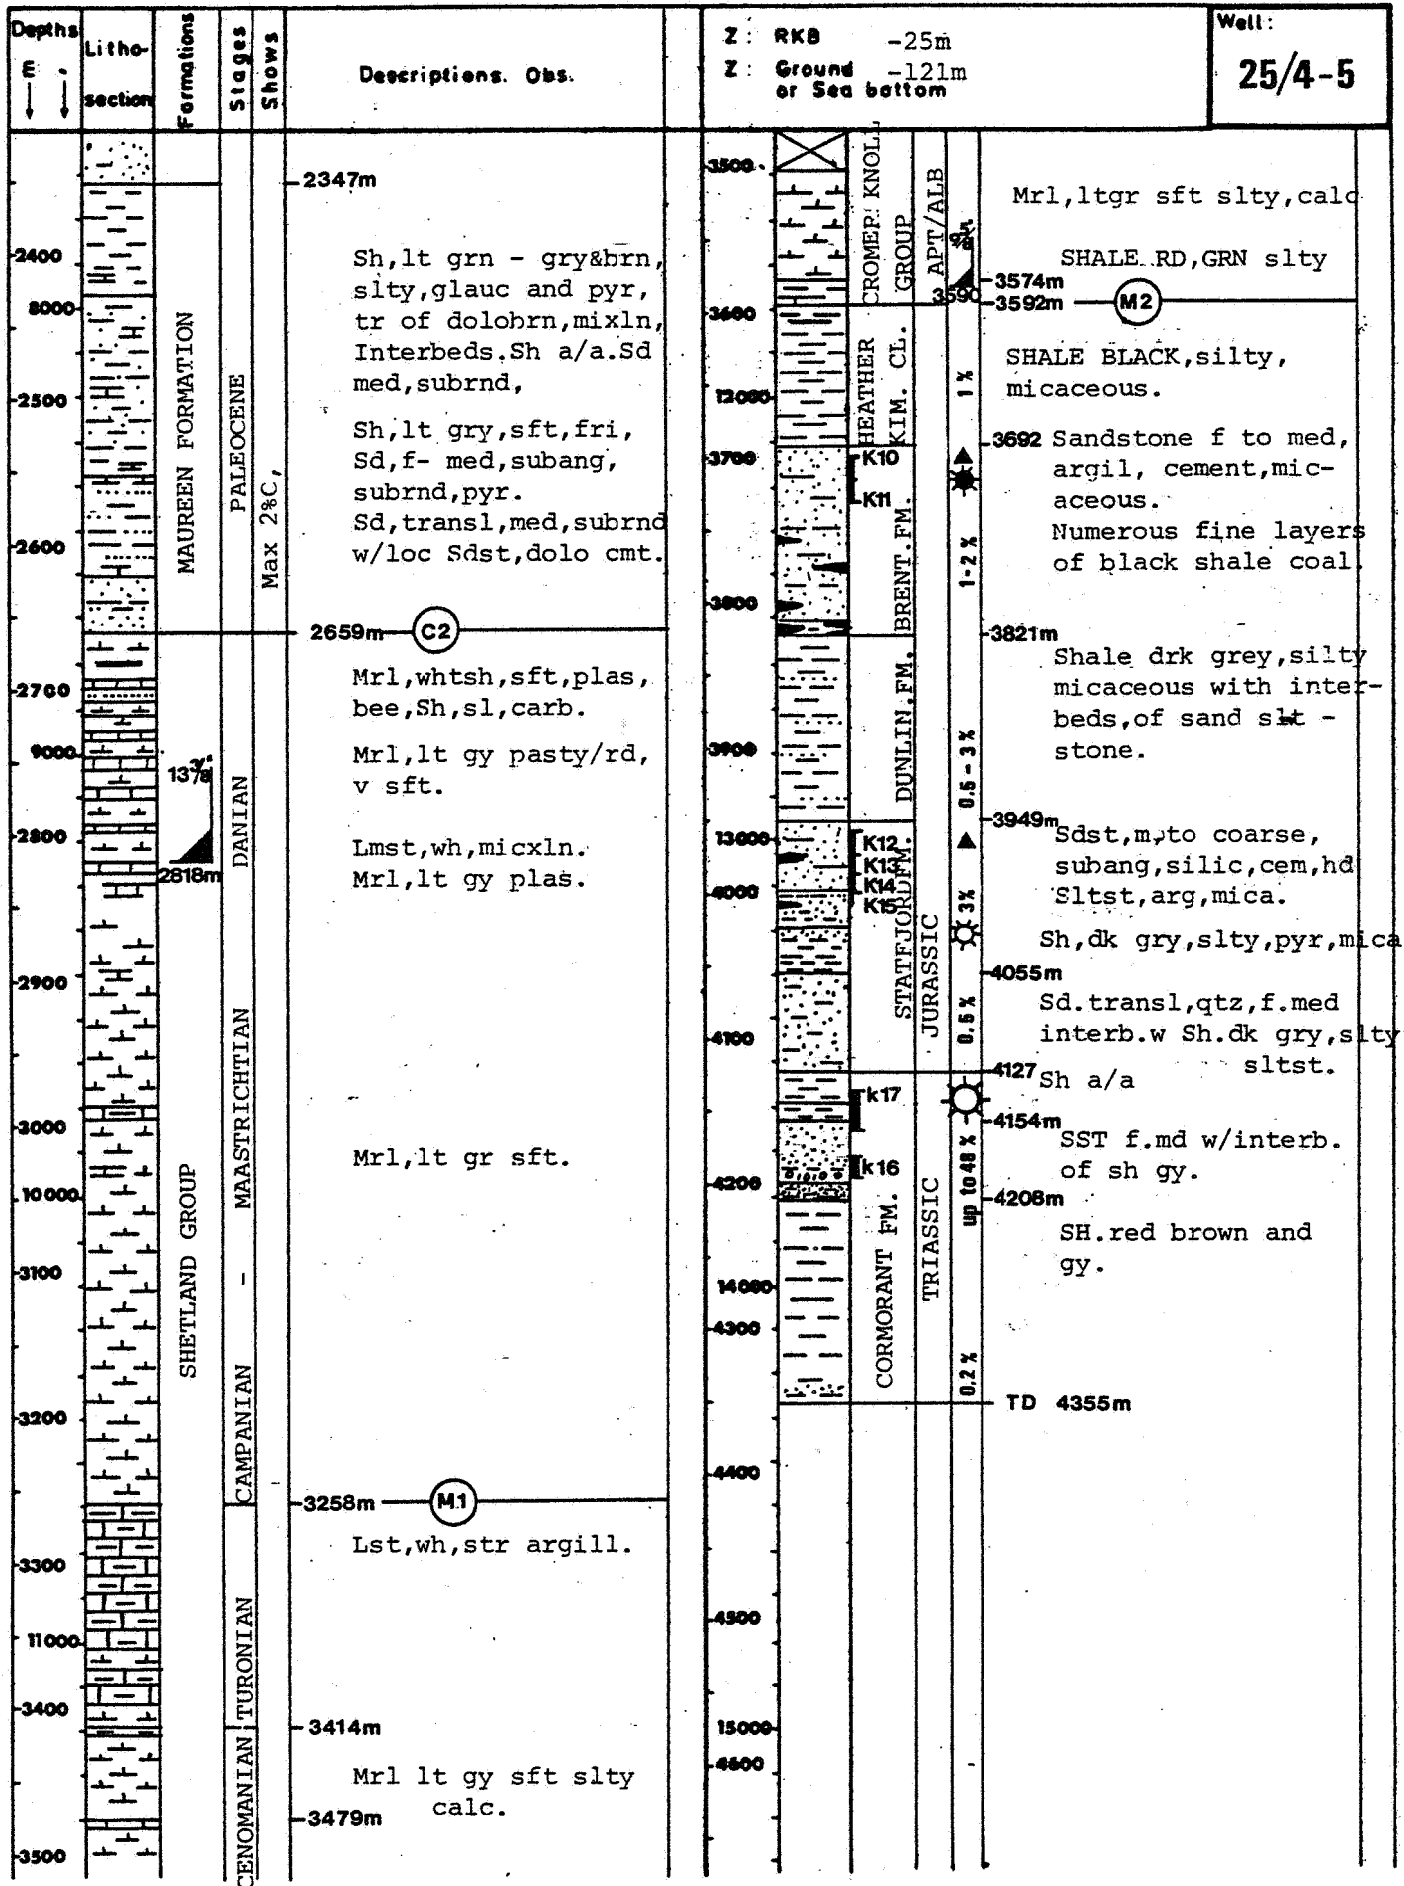 Depths
m
Litho-
section
Formations
Stages
Shows
Descriptions. Obs.
Z: RKB -25m
Z: Ground -121m
or Sea bottom
Well:
25/4-5
2347m
2400
8000
2500
2600
2700
9000
2800
2900
3000
10000
3100
3200
3300
11000
3400
3500
MAUREEN FORMATION
PALEOCENE
Max 2%C,
Sh,lt grn - gry&brn,
slty,glauc and pyr,
tr of dolobrn,mixln,
Interbeds.Sh a/a.Sd
med,subrnd,
Sh,lt gry,sft,fri,
Sd,f- med,subang,
subrnd,pyr.
Sd,transl,med,subrnd
w/loc Sdst,dolo cmt.
2659m
C2
Mrl,whtsh,sft,plas,
bee,Sh,sl,carb.
Mrl,lt gy pasty/rd,
v sft.
13 3/8"
2818m
Lmst,wh,micxln.
Mrl,lt gy plas.
SHETLAND GROUP
DANIAN
MAASTRICHTIAN
-
CAMPANIAN
Mrl,lt gr sft.
3258m
M1
Lst,wh,str argill.
TURONIAN
3414m
CENOMANIAN
Mrl lt gy sft slty
calc.
3479m
3500
3600
12000
3700
3800
3900
13000
4000
4100
4200
14000
4300
4400
4500
15000
4600
CROMER KNOLL
GROUP
APT/ALB
9 5/8"
3590
Mrl,ltgr sft slty,calc
SHALE RD,GRN slty
3574m
3592m
M2
HEATHER
KIM. CL.
1 %
SHALE BLACK,silty,
micaceous.
3692
K10
K11
BRENT.FM.
1-2 %
Sandstone f to med,
argil, cement,mic-
aceous.
Numerous fine layers
of black shale coal.
3821m
DUNLIN.FM.
0.5 - 3 %
Shale drk grey,silty
micaceous with inter-
beds,of sand slt -
stone.
3949m
K12
K13
K14
K15
STATFJORDFM.
JURASSIC
3%
Sdst,m,to coarse,
subang,silic,cem,hd
Sltst,arg,mica.
Sh,dk gry,slty,pyr,mica
4055m
0.5 %
Sd.transl,qtz,f.med
interb.w Sh.dk gry,slty
sltst.
4127
Sh a/a
k17
4154m
k16
SST f.md w/interb.
of sh gy.
up to 48 %
4208m
CORMORANT FM.
TRIASSIC
SH.red brown and
gy.
0.2 %
TD 4355m